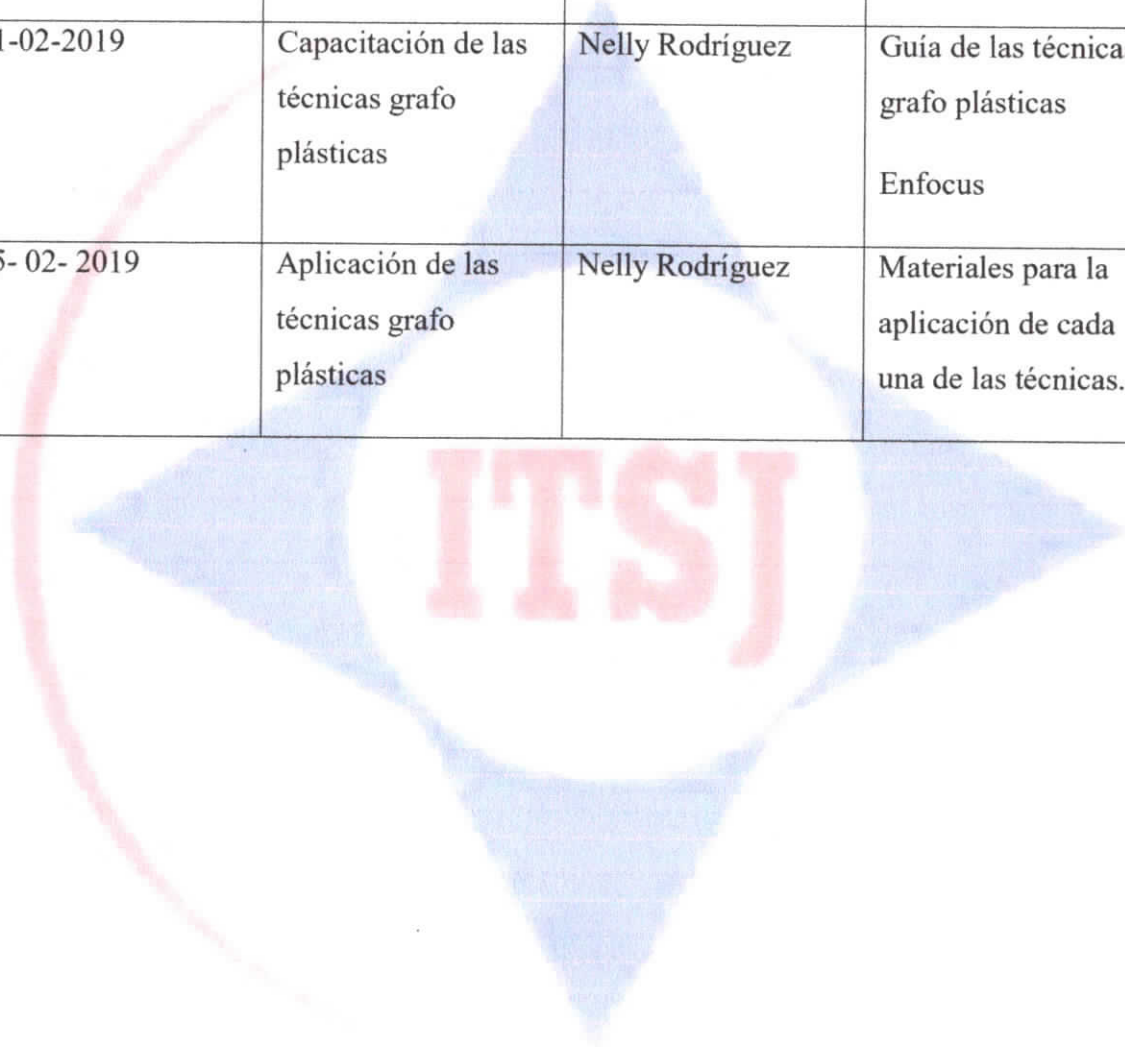 1-02-2019
Capacitación de las
técnicas grafo
plásticas
Nelly Rodríguez
Guía de las técnica
grafo plásticas
Enfocus
- 02- 2019
Aplicación de las
técnicas grafo
plásticas
Nelly Rodríguez
Materiales para la
aplicación de cada
una de las técnicas.
ITSJ